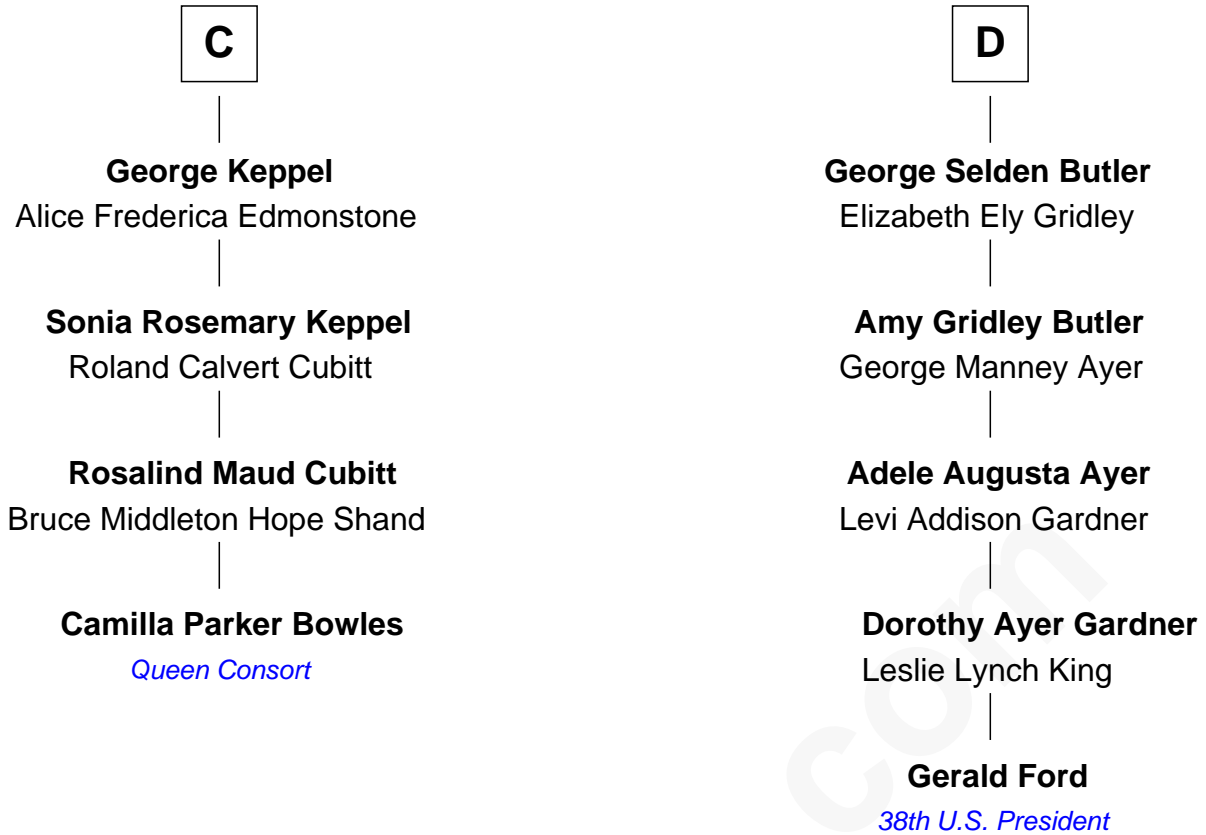 C
George Keppel
Alice Frederica Edmonstone
Sonia Rosemary Keppel
Roland Calvert Cubitt
Rosalind Maud Cubitt
Bruce Middleton Hope Shand
Camilla Parker Bowles
Queen Consort
D
George Selden Butler
Elizabeth Ely Gridley
Amy Gridley Butler
George Manney Ayer
Adele Augusta Ayer
Levi Addison Gardner
Dorothy Ayer Gardner
Leslie Lynch King
Gerald Ford
38th U.S. President
com